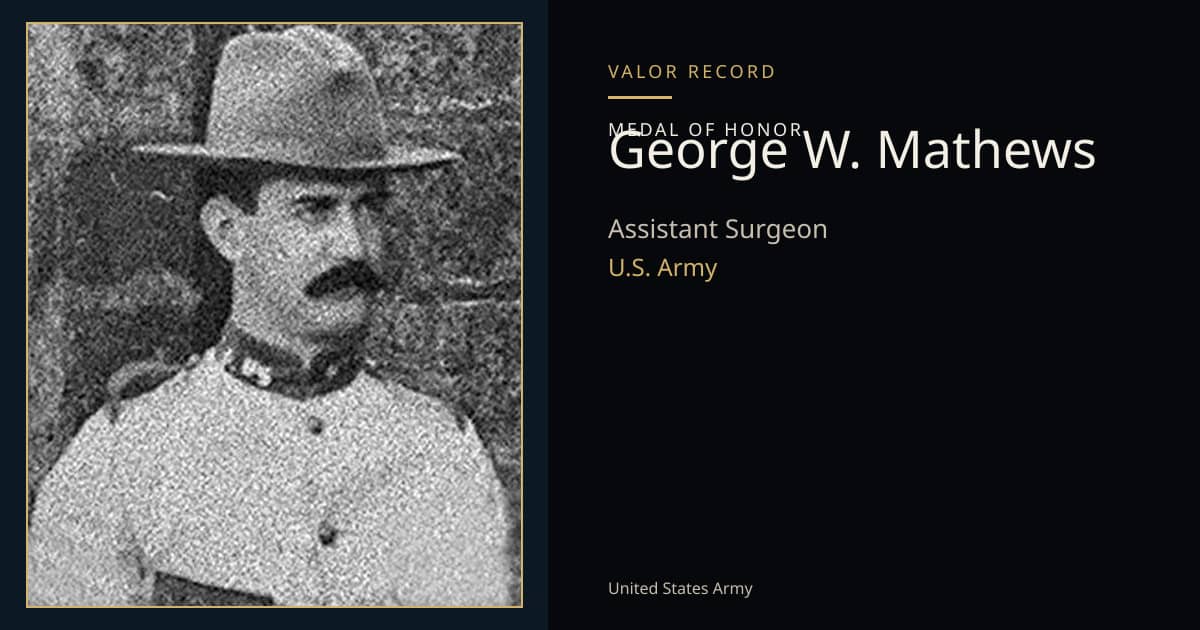 VALOR RECORD
MEDAL OF HONOR
George W. Mathews
Assistant Surgeon
U.S. Army
United States Army